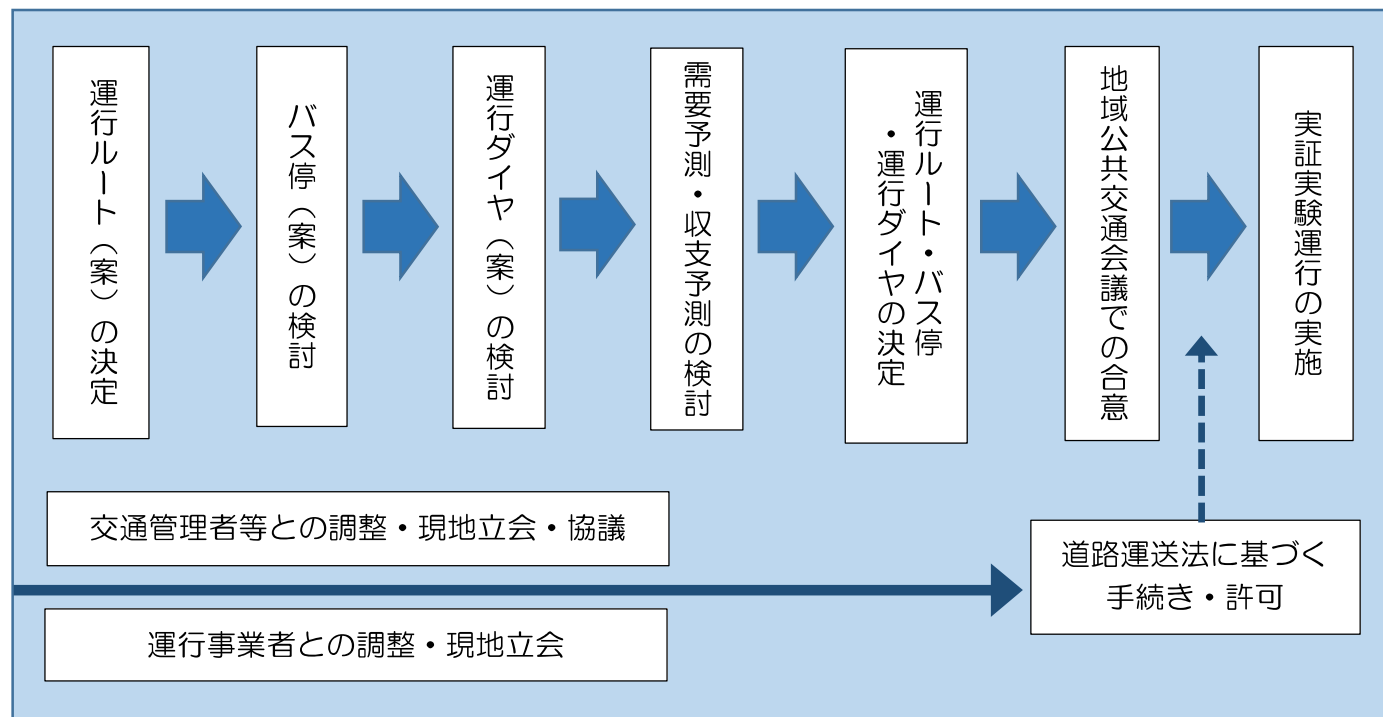 運行ルート（案）の決定
バス停（案）の検討
運行ダイヤ（案）の検討
需要予測・収支予測の検討
運行ルート・バス停
・運行ダイヤの決定
地域公共交通会議での合意
実証実験運行の実施
交通管理者等との調整・現地立会・協議
運行事業者との調整・現地立会
道路運送法に基づく
手続き・許可